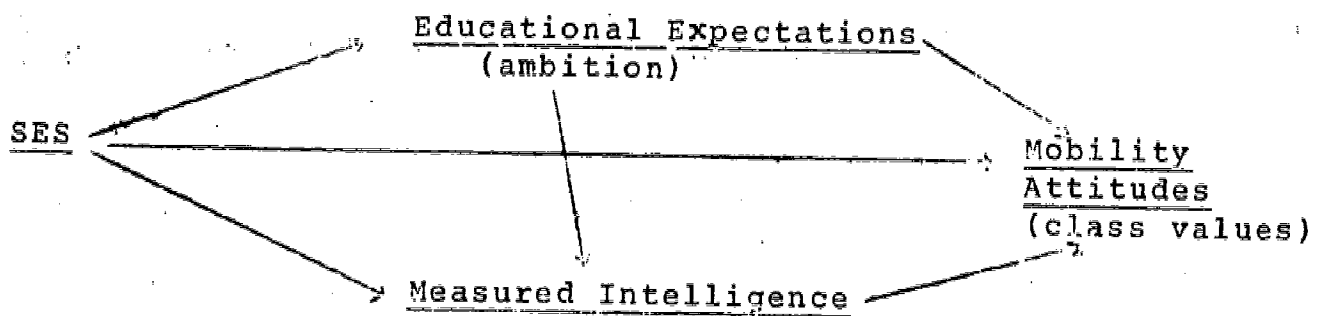 Educational Expectations
(ambition)
SES
Mobility
Attitudes
(class values)
Measured Intelligence